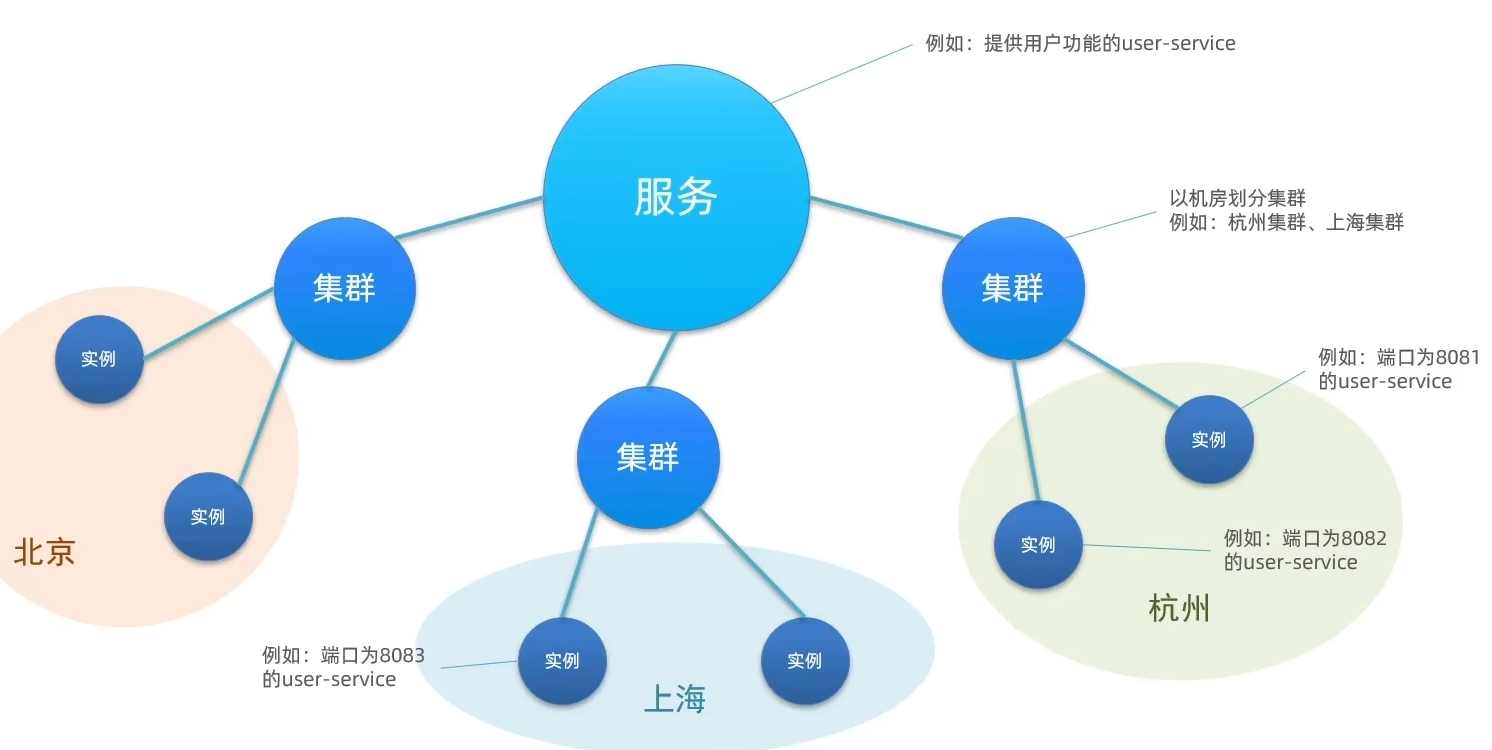 例如：提供用户功能的user-service
服务
以机房划分集群
例如：杭州集群、上海集群
集群
集群
例如：端口为8081
的user-service
实例
实例
集群
实例
实例
例如：端口为8082
的user-service
北京
实例
杭州
例如：端口为8083
的user-service
实例
实例
上海